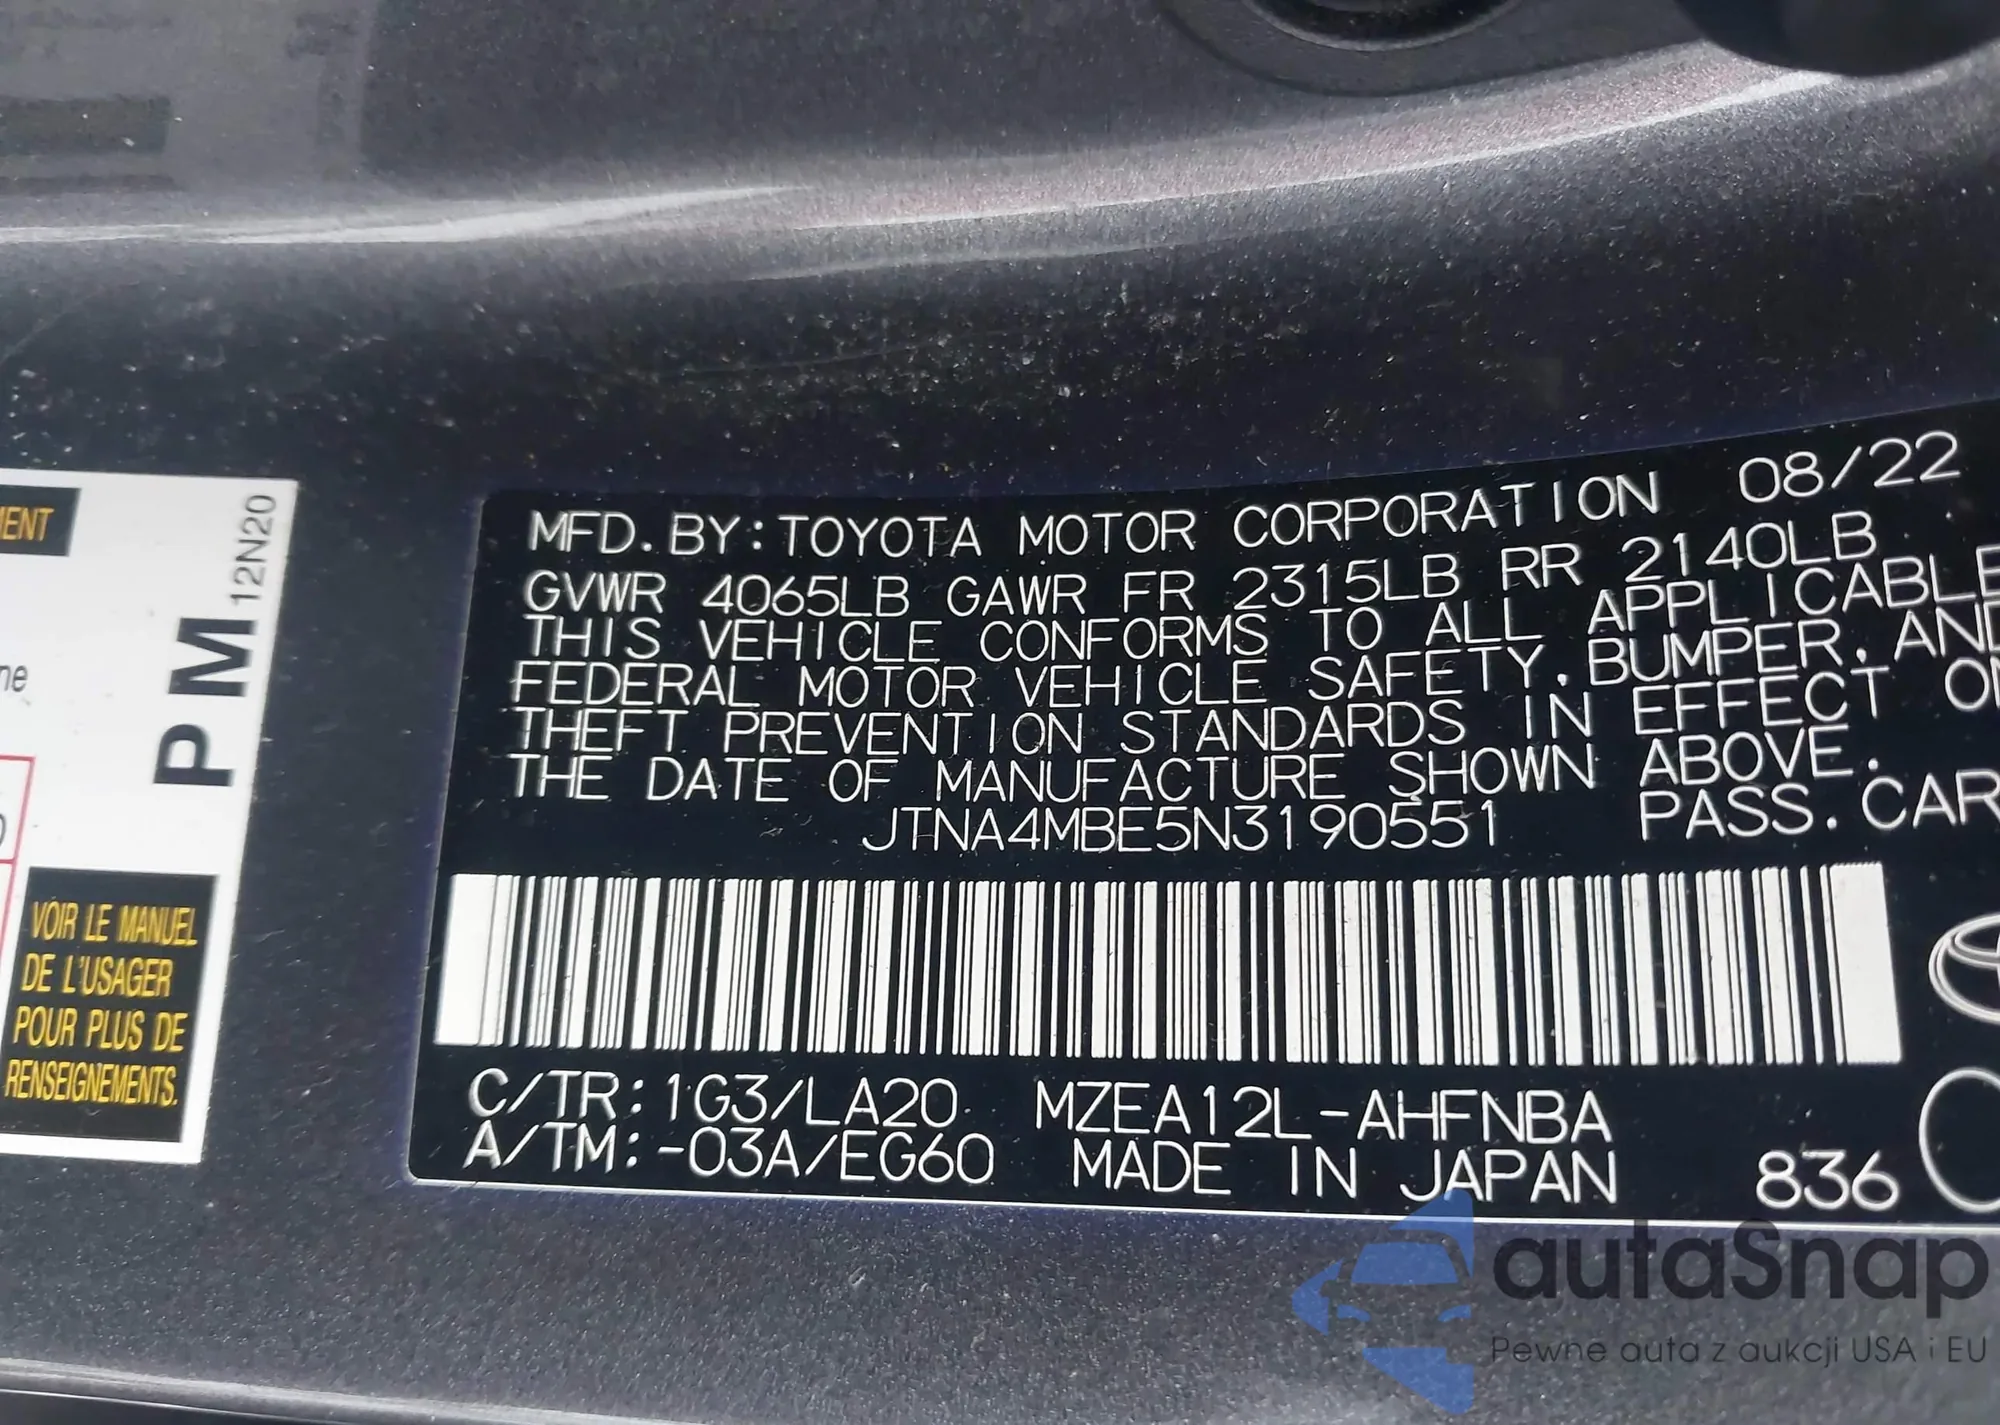 MENT
ne
PM
12N20
VOIR LE MANUEL
DE L'USAGER
POUR PLUS DE
RENSEIGNEMENTS.
MFD. BY: TOYOTA MOTOR CORPORATION 08/22
GVWR 4065LB GAWR FR 2315LB RR 2140LB
THIS VEHICLE CONFORMS TO ALL APPLICABLE
FEDERAL MOTOR VEHICLE SAFETY, BUMPER, AND
THEFT PREVENTION STANDARDS IN EFFECT ON
THE DATE OF MANUFACTURE SHOWN ABOVE.
JTNA4MBE5N3190551 PASS. CAR
C/TR: 1G3/LA20 MZEA12L-AHFNBA
A/TM: -03A/EG60 MADE IN JAPAN 836
autaSnap
Pewne auta z aukcji USA i EU